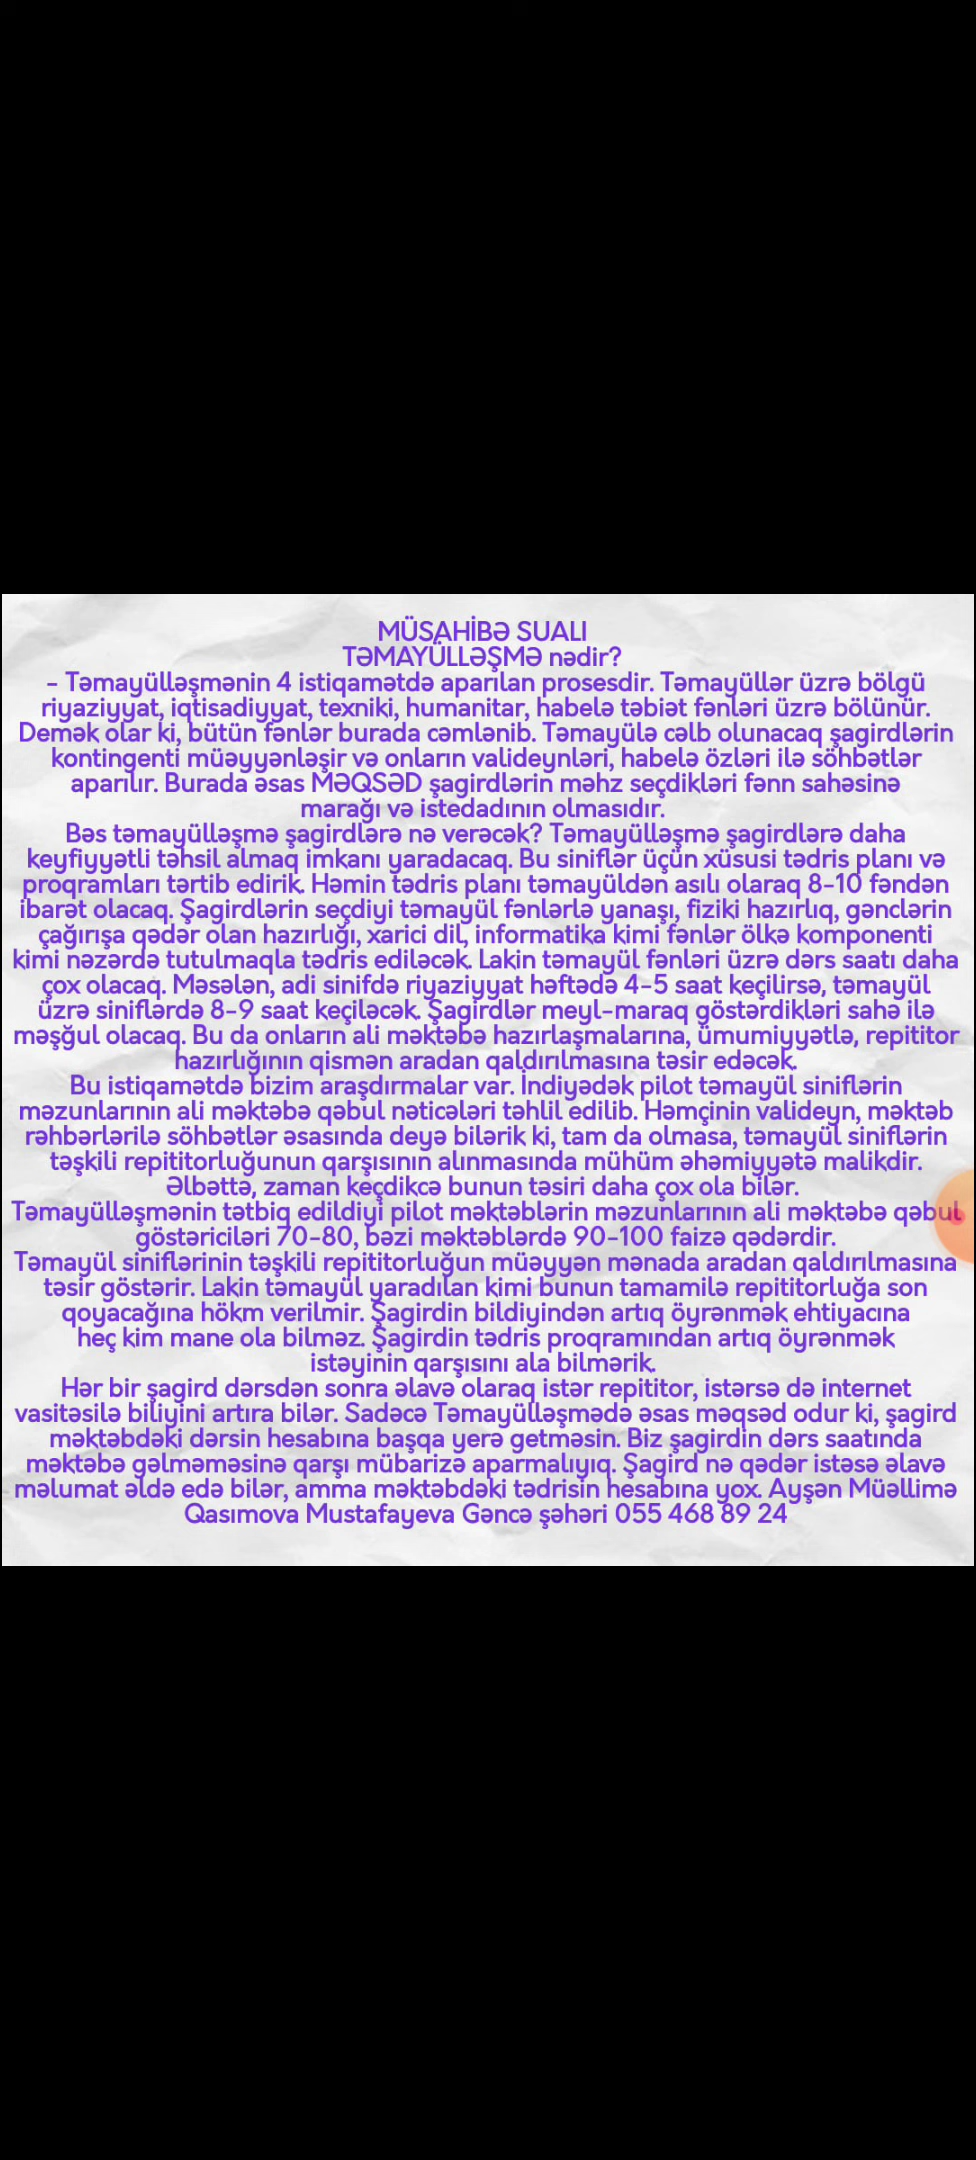 MÜSAHİBƏ SUALI
TƏMAYÜLLƏŞMƏ nədir?
- Təmayülləşmənin 4 istiqamətdə aparılan prosesdir. Təmayüllər üzrə bölgü
riyaziyyat, iqtisadiyyat, texniki, humanitar, habelə təbiət fənləri üzrə bölünür.
Demək olar ki, bütün fənlər burada cəmlənib. Təmayülə cəlb olunacaq şagirdlərin
kontingenti müəyyənləşir və onların valideynləri, habelə özləri ilə söhbətlər
aparılır. Burada əsas MƏQSƏD şagirdlərin məhz seçdikləri fənn sahəsinə
marağı və istedadının olmasıdır.
Bəs təmayülləşmə şagirdlərə nə verəcək? Təmayülləşmə şagirdlərə daha
keyfiyyətli təhsil almaq imkanı yaradacaq. Bu siniflər üçün xüsusi tədris planı və
proqramları tərtib edirik. Həmin tədris planı təmayüldən asılı olaraq 8-10 fəndən
ibarət olacaq. Şagirdlərin seçdiyi təmayül fənlərlə yanaşı, fiziki hazırlıq, gənclərin
çağırışa qədər olan hazırlığı, xarici dil, informatika kimi fənlər ölkə komponenti
kimi nəzərdə tutulmaqla tədris ediləcək. Lakin təmayül fənləri üzrə dərs saatı daha
çox olacaq. Məsələn, adi sinifdə riyaziyyat həftədə 4-5 saat keçilirsə, təmayül
üzrə siniflərdə 8-9 saat keçiləcək. Şagirdlər meyl-maraq göstərdikləri sahə ilə
məşğul olacaq. Bu da onların ali məktəbə hazırlaşmalarına, ümumiyyətlə, repititor
hazırlığının qismən aradan qaldırılmasına təsir edəcək.
Bu istiqamətdə bizim araşdırmalar var. İndiyədək pilot təmayül siniflərin
məzunlarının ali məktəbə qəbul nəticələri təhlil edilib. Həmçinin valideyn, məktəb
rəhbərlərilə söhbətlər əsasında deyə bilərik ki, tam da olmasa, təmayül siniflərin
təşkili repititorluğunun qarşısının alınmasında mühüm əhəmiyyətə malikdir.
Əlbəttə, zaman keçdikcə bunun təsiri daha çox ola bilər.
Təmayülləşmənin tətbiq edildiyi pilot məktəblərin məzunlarının ali məktəbə qəbul
göstəriciləri 70-80, bəzi məktəblərdə 90-100 faizə qədərdir.
Təmayül siniflərinin təşkili repititorluğun müəyyən mənada aradan qaldırılmasına
təsir göstərir. Lakin təmayül yaradılan kimi bunun tamamilə repititorluğa son
qoyacağına hökm verilmir. Şagirdin bildiyindən artıq öyrənmək ehtiyacına
heç kim mane ola bilməz. Şagirdin tədris proqramından artıq öyrənmək
istəyinin qarşısını ala bilmərik.
Hər bir şagird dərsdən sonra əlavə olaraq istər repititor, istərsə də internet
vasitəsilə biliyini artıra bilər. Sadəcə Təmayülləşmədə əsas məqsəd odur ki, şagird
məktəbdəki dərsin hesabına başqa yerə getməsin. Biz şagirdin dərs saatında
məktəbə gəlməməsinə qarşı mübarizə aparmalıyıq. Şagird nə qədər istəsə əlavə
məlumat əldə edə bilər, amma məktəbdəki tədrisin hesabına yox. Ayşən Müəllimə
Qasımova Mustafayeva Gəncə şəhəri 055 468 89 24